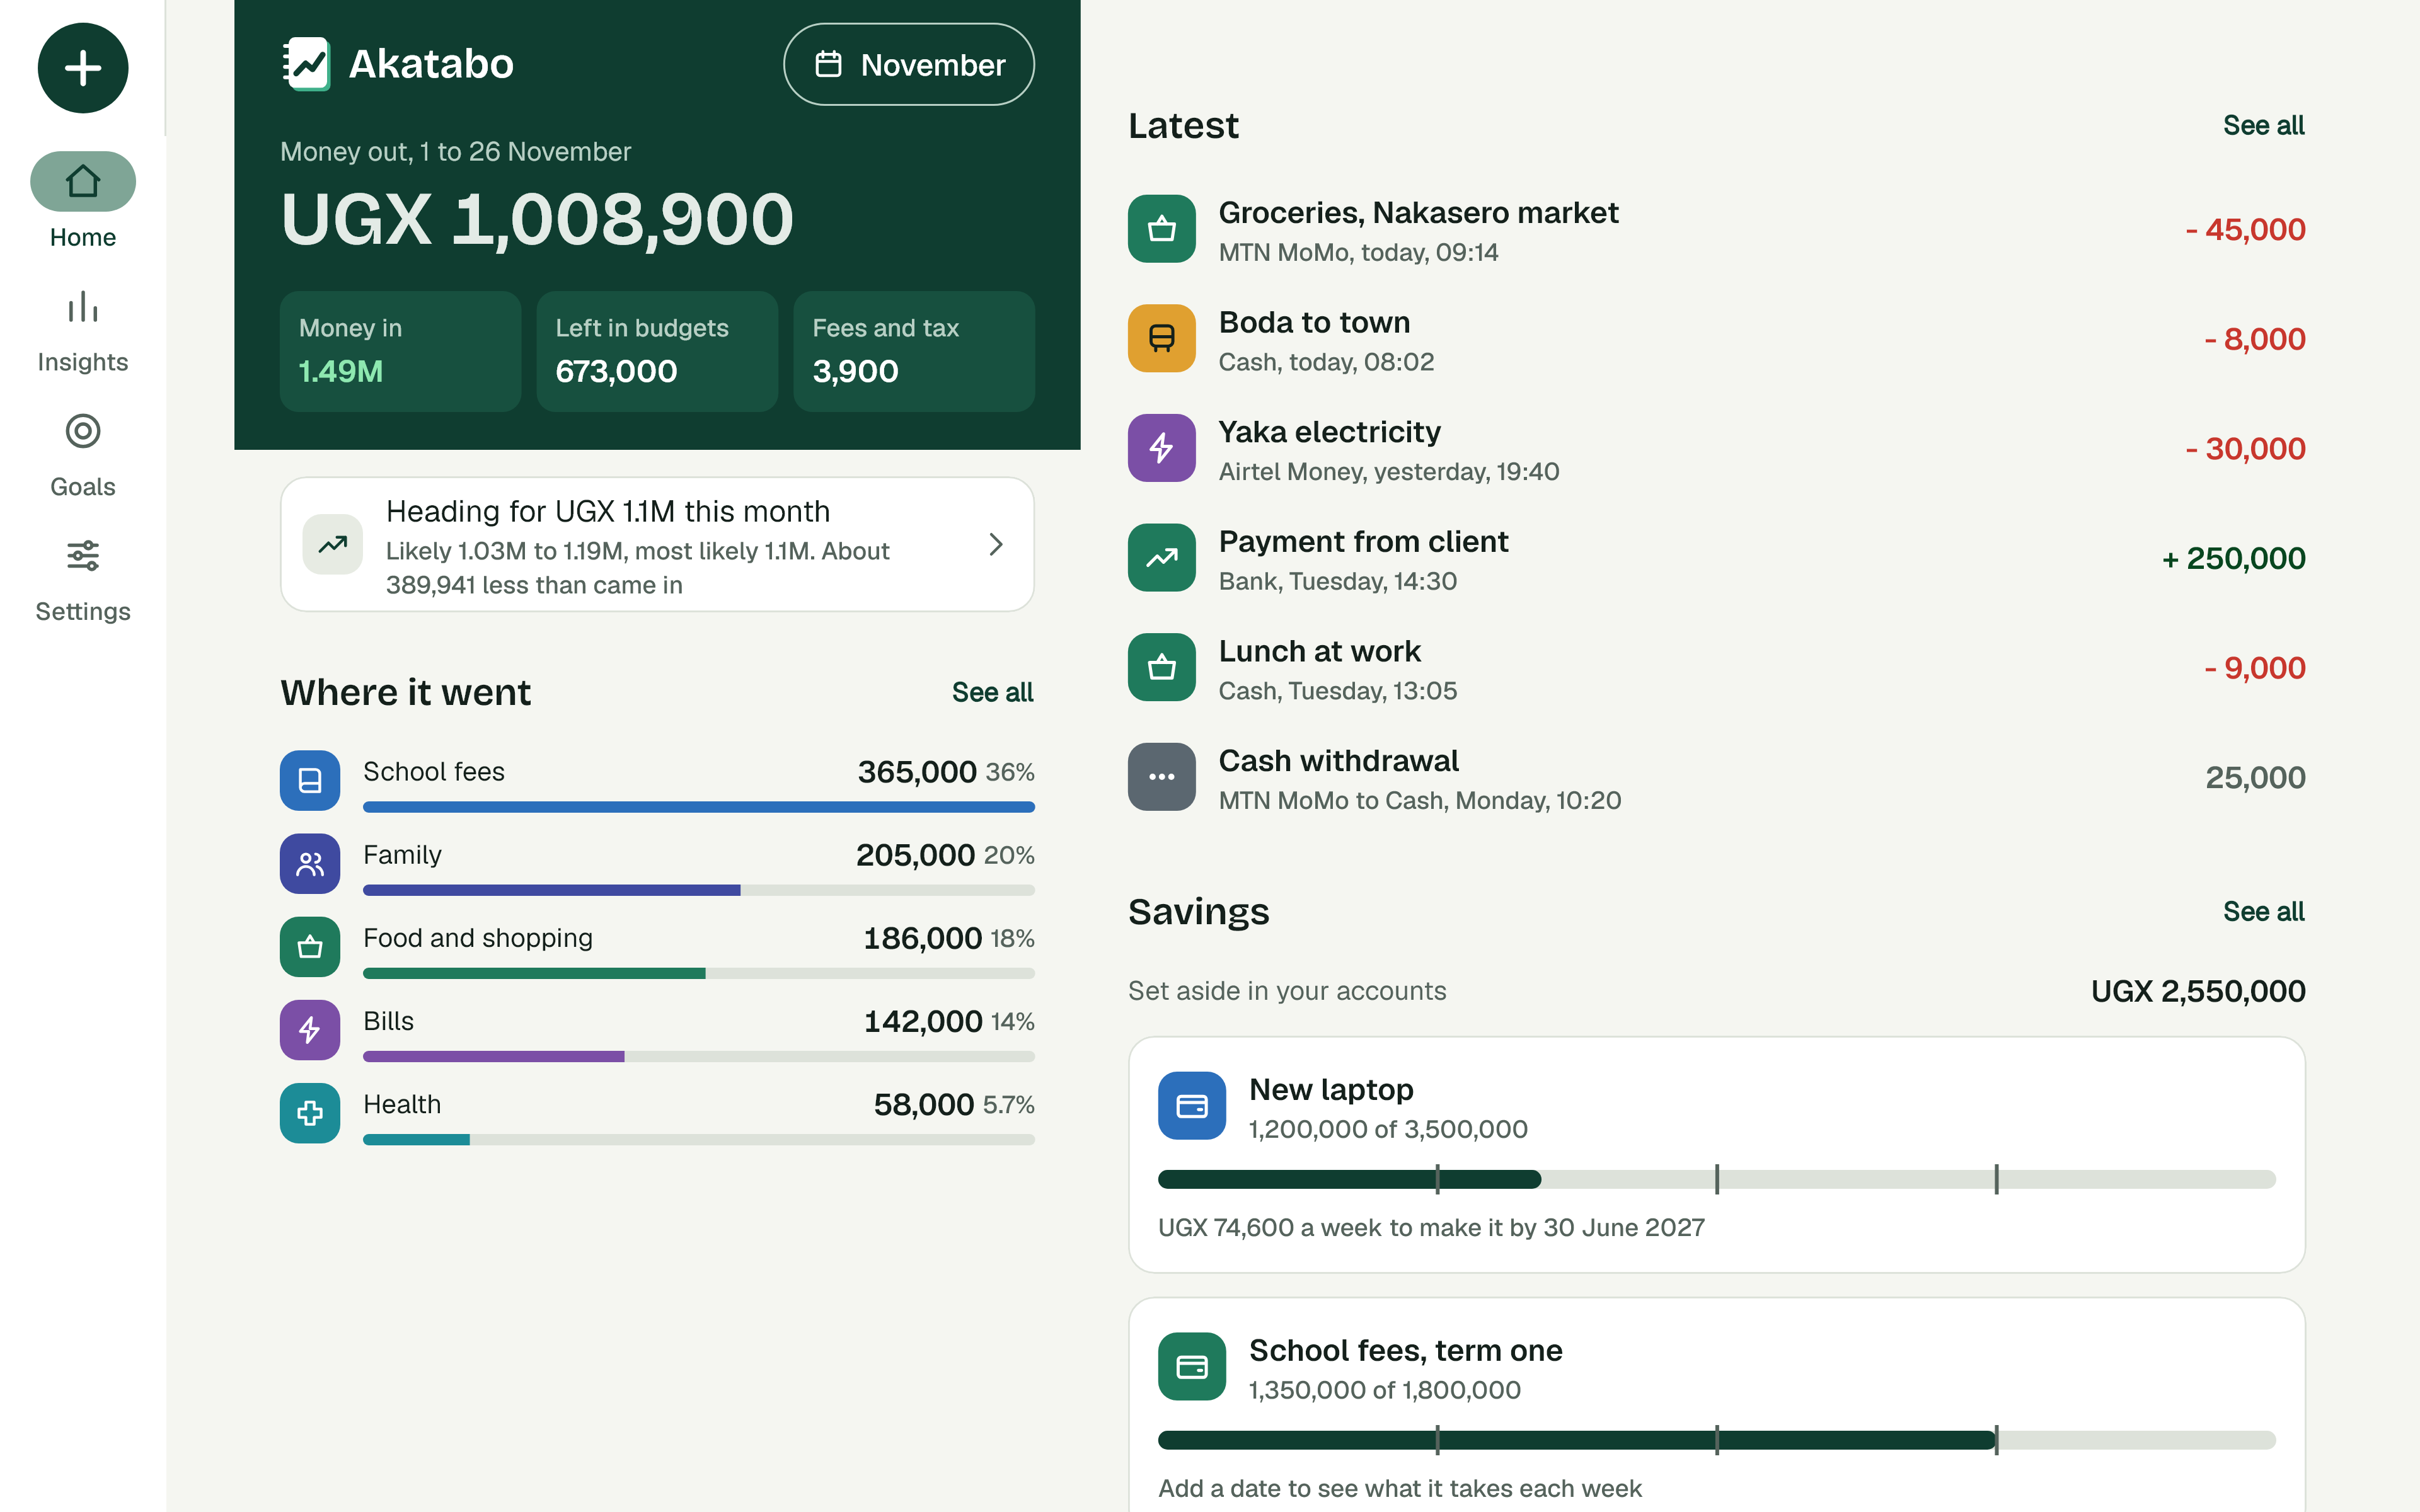 Home
Insights
Goals
Settings
Akatabo
November
Money out, 1 to 26 November
UGX 1,008,900
Money in
1.49M
Left in budgets
673,000
Fees and tax
3,900
Heading for UGX 1.1M this month
Likely 1.03M to 1.19M, most likely 1.1M. About
389,941 less than came in
Where it went
See all
School fees
365,000 36%
Family
205,000 20%
Food and shopping
186,000 18%
Bills
142,000 14%
Health
58,000 5.7%
Latest
See all
Groceries, Nakasero market
MTN MoMo, today, 09:14
- 45,000
Boda to town
Cash, today, 08:02
- 8,000
Yaka electricity
Airtel Money, yesterday, 19:40
- 30,000
Payment from client
Bank, Tuesday, 14:30
+ 250,000
Lunch at work
Cash, Tuesday, 13:05
- 9,000
Cash withdrawal
MTN MoMo to Cash, Monday, 10:20
25,000
Savings
See all
Set aside in your accounts
UGX 2,550,000
New laptop
1,200,000 of 3,500,000
UGX 74,600 a week to make it by 30 June 2027
School fees, term one
1,350,000 of 1,800,000
Add a date to see what it takes each week